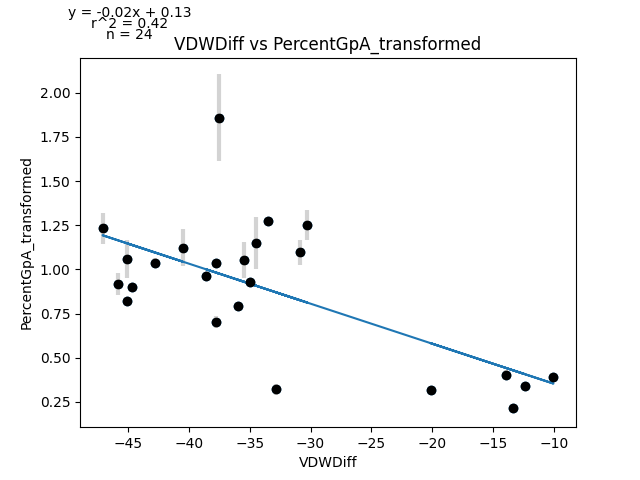 y = -0.02x + 0.13
r^2 = 0.42
n = 24
VDWDiff vs PercentGpA_transformed
2.00
1.75
1.50
1.25
1.00
0.75
0.50
0.25
PercentGpA_transformed
−45 −40 −35 −30 −25 −20 −15 −10
VDWDiff